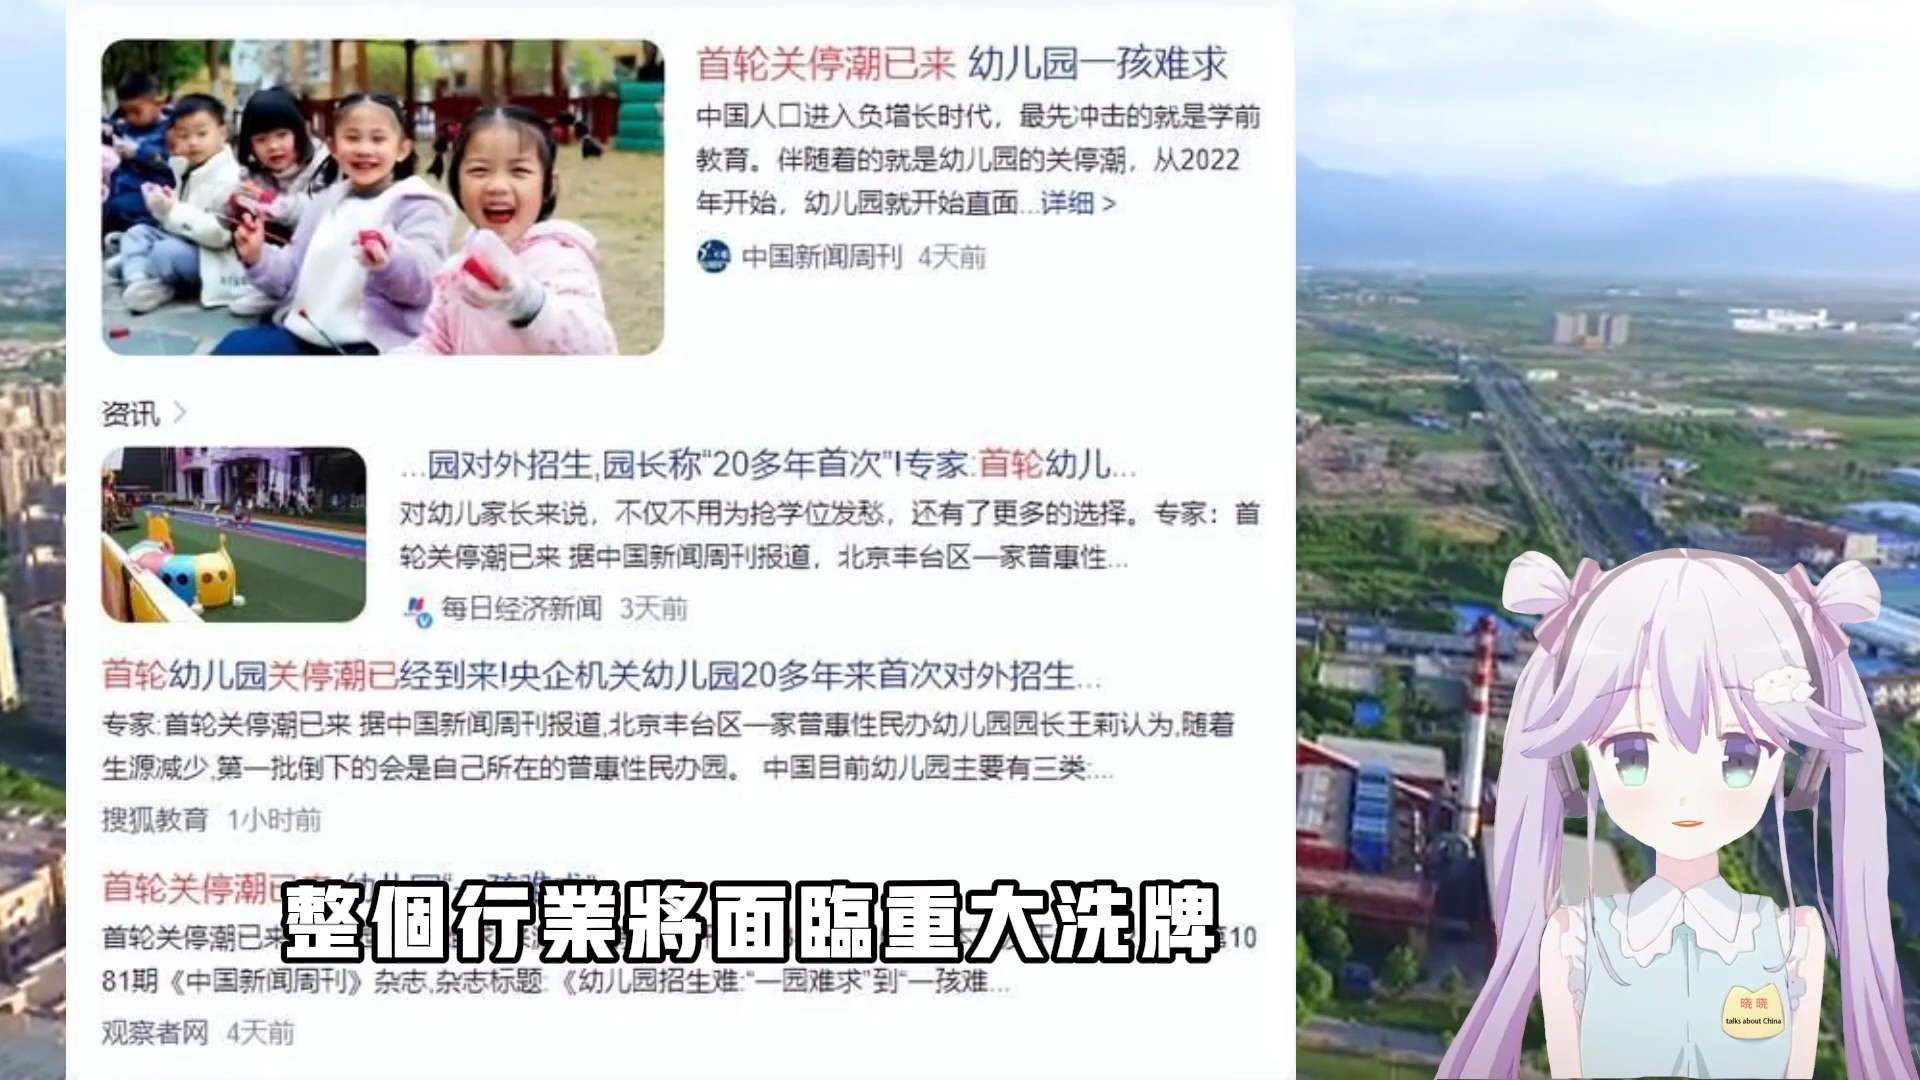 首轮关停潮已来 幼儿园一孩难求
中国人口进入负增长时代，最先冲击的就是学前
教育。伴随着的就是幼儿园的关停潮，从2022
年开始，幼儿园就开始直面...详细 >
中国新闻周刊 4天前
资讯 >
...园对外招生,园长称“20多年首次”!专家:首轮幼儿...
对幼儿家长来说，不仅不用为抢学位发愁，还有了更多的选择。专家：首
轮关停潮已来 据中国新闻周刊报道，北京丰台区一家普惠性...
每日经济新闻 3天前
首轮幼儿园关停潮已经到来!央企机关幼儿园20多年来首次对外招生...
专家:首轮关停潮已来 据中国新闻周刊报道,北京丰台区一家普惠性民办幼儿园园长王莉认为,随着
生源减少,第一批倒下的会是自己所在的普惠性民办园。 中国目前幼儿园主要有三类:...
搜狐教育 1小时前
首轮关停潮已
整個行業將面臨重大洗牌
首轮关停潮已来 10
81期《中国新闻周刊》杂志,杂志标题:《幼儿园招生难:“一园难求”到“一孩难...
观察者网 4天前
晓晓
talks about China